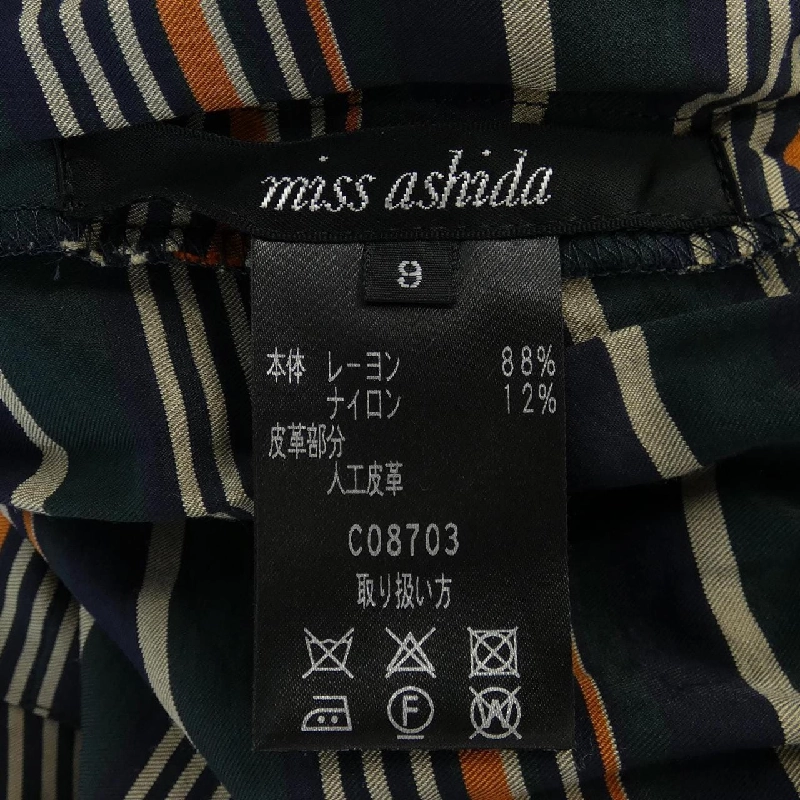 miss ashida
9
本体 レーヨン 88%
ナイロン 12%
皮革部分
人工皮革
C08703
取り扱い方
F W